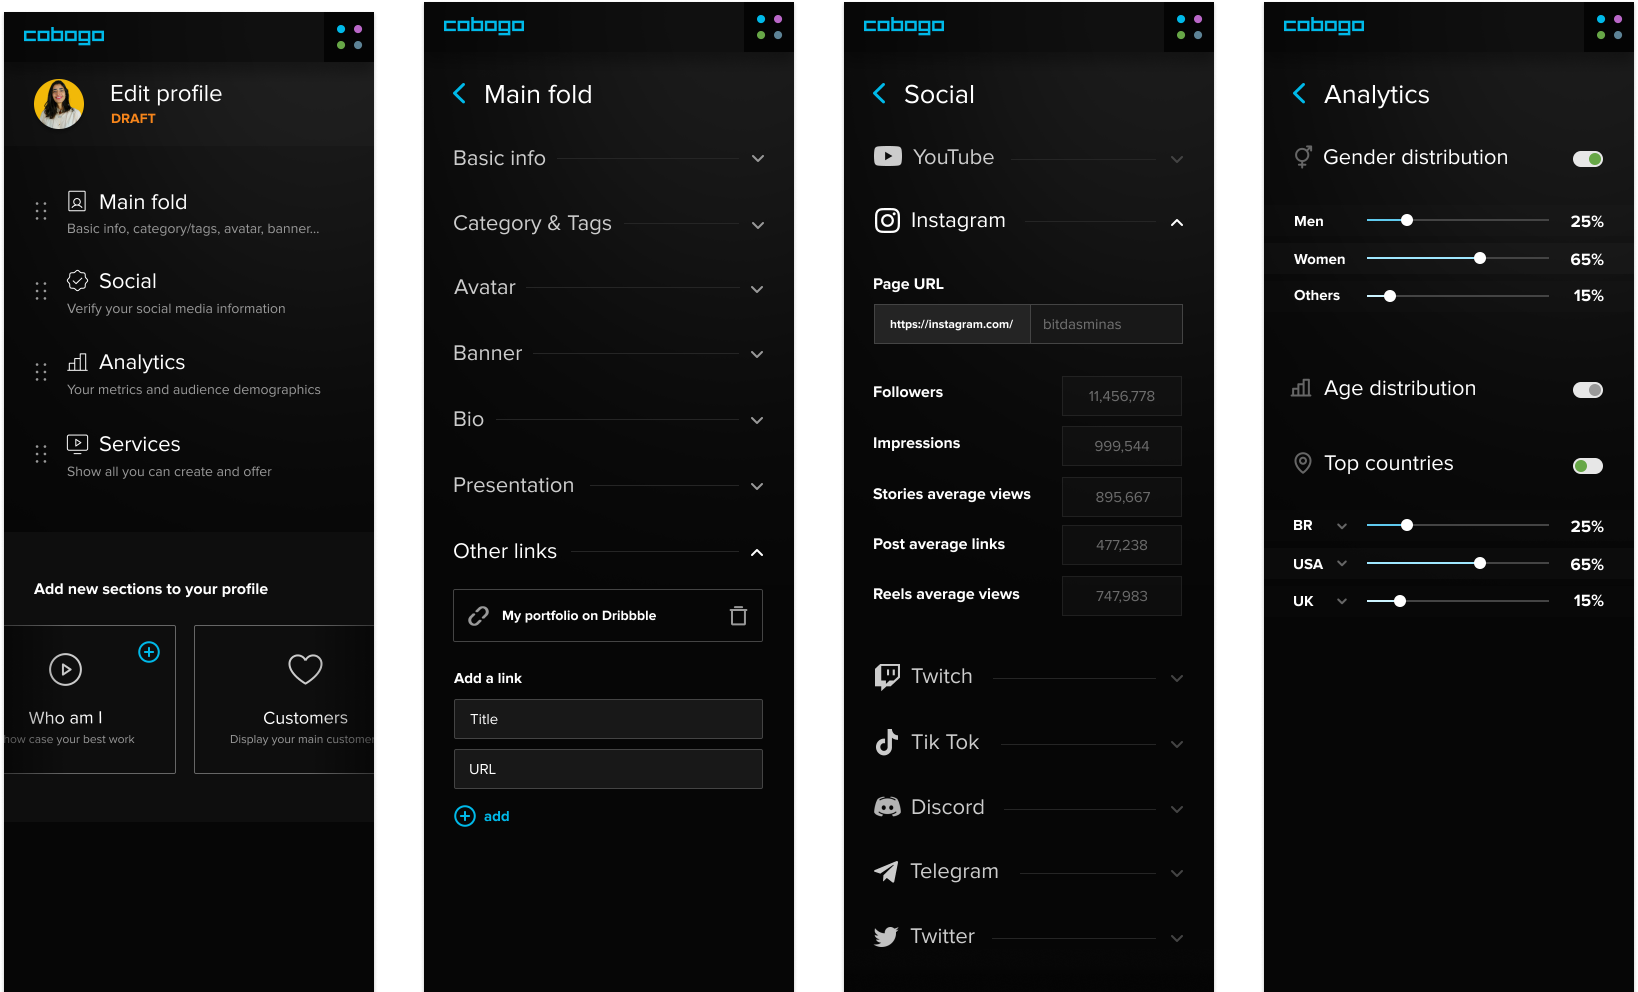 cobogo
Edit profile
DRAFT
Main fold
Basic info, category/tags, avatar, banner...
Social
Verify your social media information
Analytics
Your metrics and audience demographics
Services
Show all you can create and offer
Add new sections to your profile
Who am I
how case your best work
Customers
Display your main customer
cobogo
Main fold
Basic info
Category & Tags
Avatar
Banner
Bio
Presentation
Other links
My portfolio on Dribbble
Add a link
Title
URL
add
cobogo
Social
YouTube
Instagram
Page URL
https://instagram.com/ bitdasminas
Followers 11,456,778
Impressions 999,544
Stories average views 895,667
Post average links 477,238
Reels average views 747,983
Twitch
Tik Tok
Discord
Telegram
Twitter
cobogo
Analytics
Gender distribution
Men 25%
Women 65%
Others 15%
Age distribution
Top countries
BR 25%
USA 65%
UK 15%